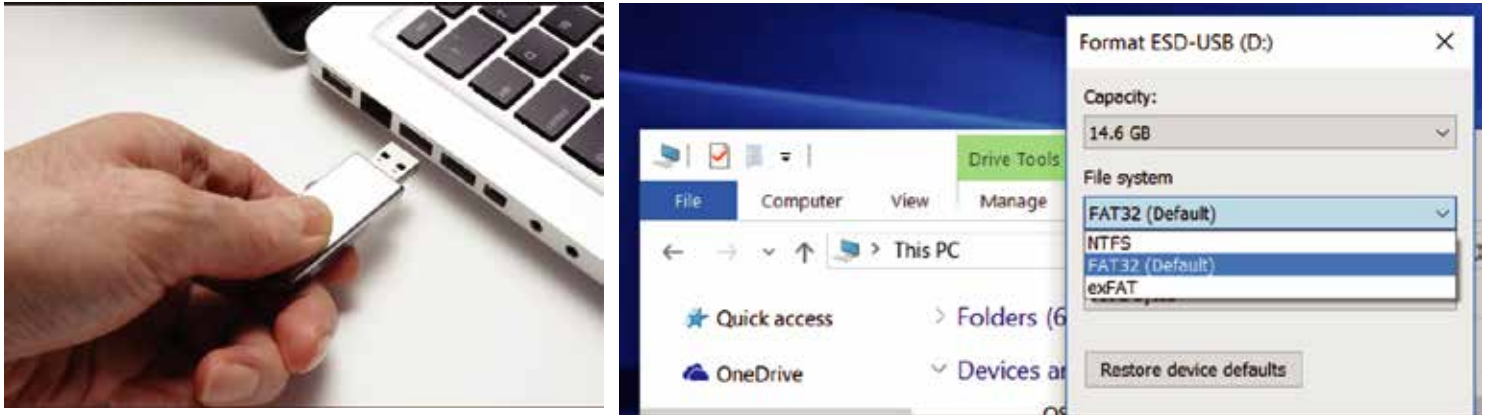 Format ESD-USB (D:)
Capacity:
14.6 GB
File system
FAT32 (Default)
NTFS
FAT32 (Default)
exFAT
Restore device defaults
Drive Tools
File Computer View Manage
This PC
Quick access
Folders (6
OneDrive
Devices ar